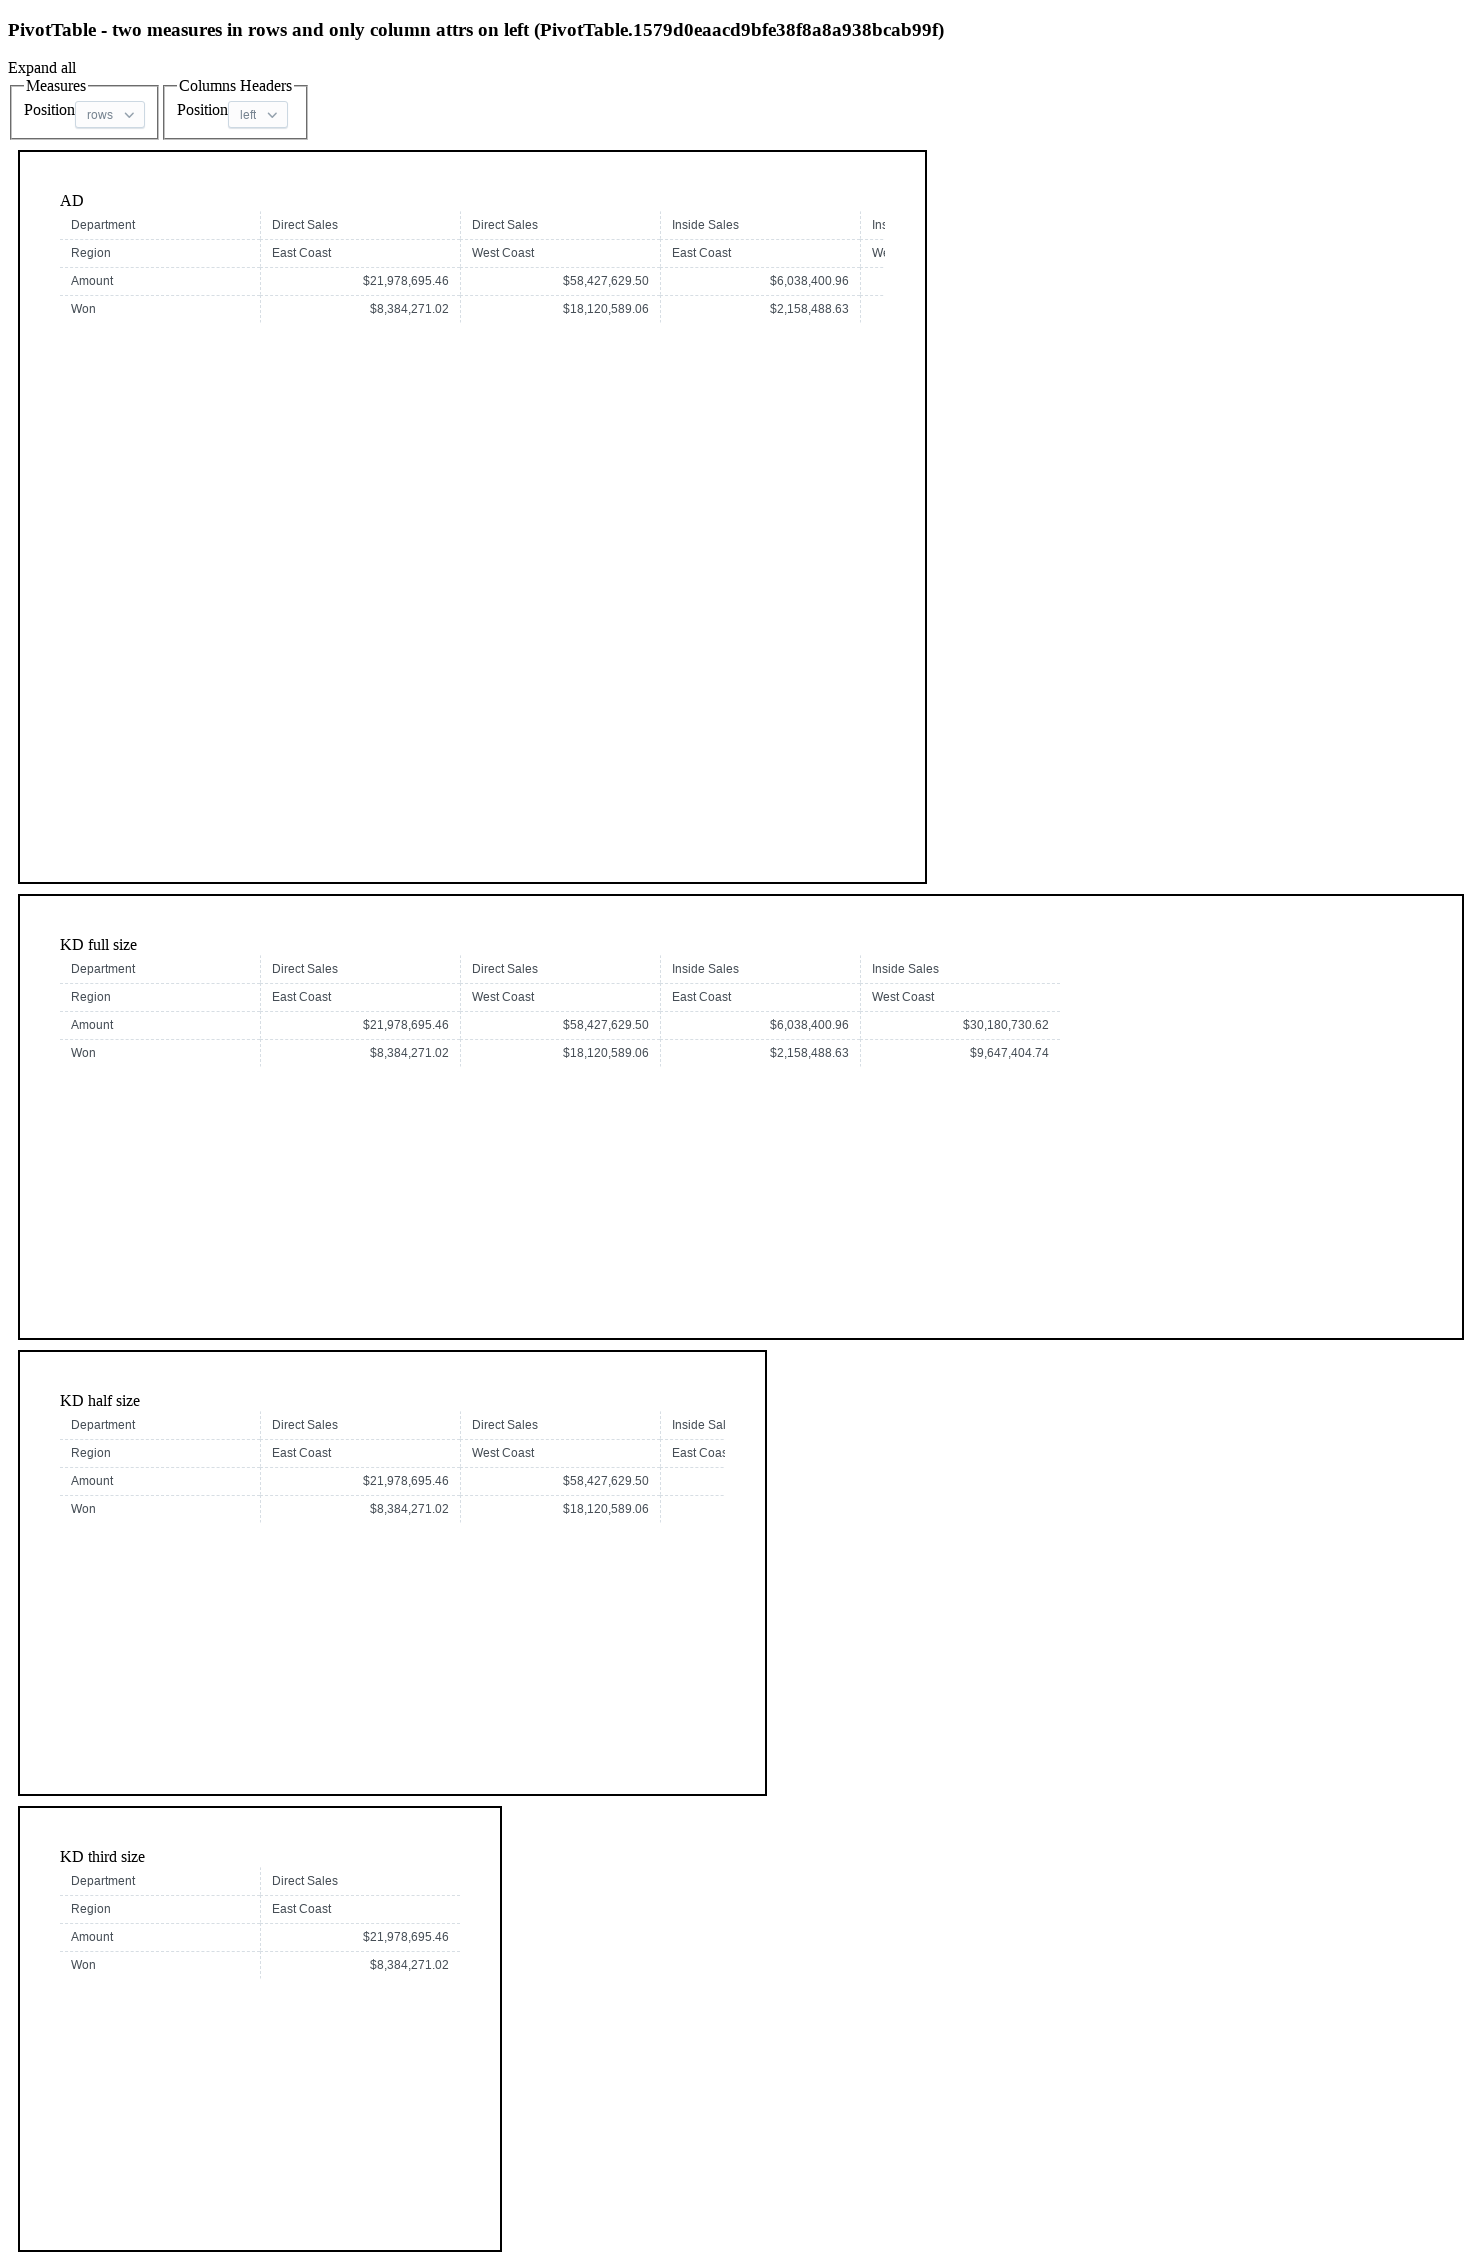 PivotTable - two measures in rows and only column attrs on left (PivotTable.1579d0eaacd9bfe38f8a8a938bcab99f)
Expand all
Measures Columns Headers
Position rows Position left
AD
Department Direct Sales Direct Sales Inside Sales Ins
Region East Coast West Coast East Coast We
Amount $21,978,695.46 $58,427,629.50 $6,038,400.96
Won $8,384,271.02 $18,120,589.06 $2,158,488.63
KD full size
Department Direct Sales Direct Sales Inside Sales Inside Sales
Region East Coast West Coast East Coast West Coast
Amount $21,978,695.46 $58,427,629.50 $6,038,400.96 $30,180,730.62
Won $8,384,271.02 $18,120,589.06 $2,158,488.63 $9,647,404.74
KD half size
Department Direct Sales Direct Sales Inside Sal
Region East Coast West Coast East Coas
Amount $21,978,695.46 $58,427,629.50
Won $8,384,271.02 $18,120,589.06
KD third size
Department Direct Sales
Region East Coast
Amount $21,978,695.46
Won $8,384,271.02